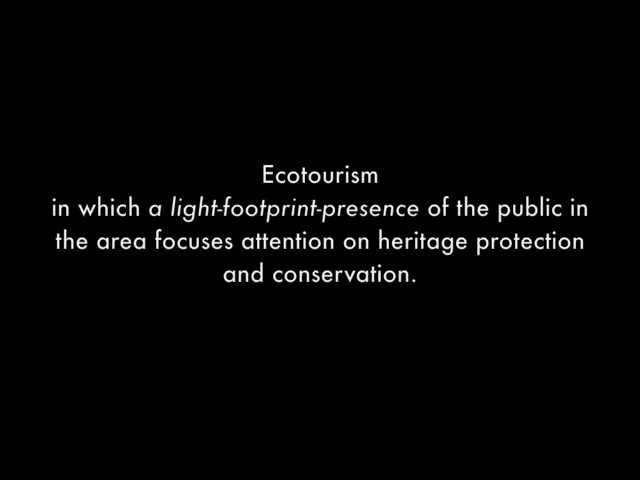 Ecotourism
in which a light-footprint-presence of the public in
the area focuses attention on heritage protection
and conservation.